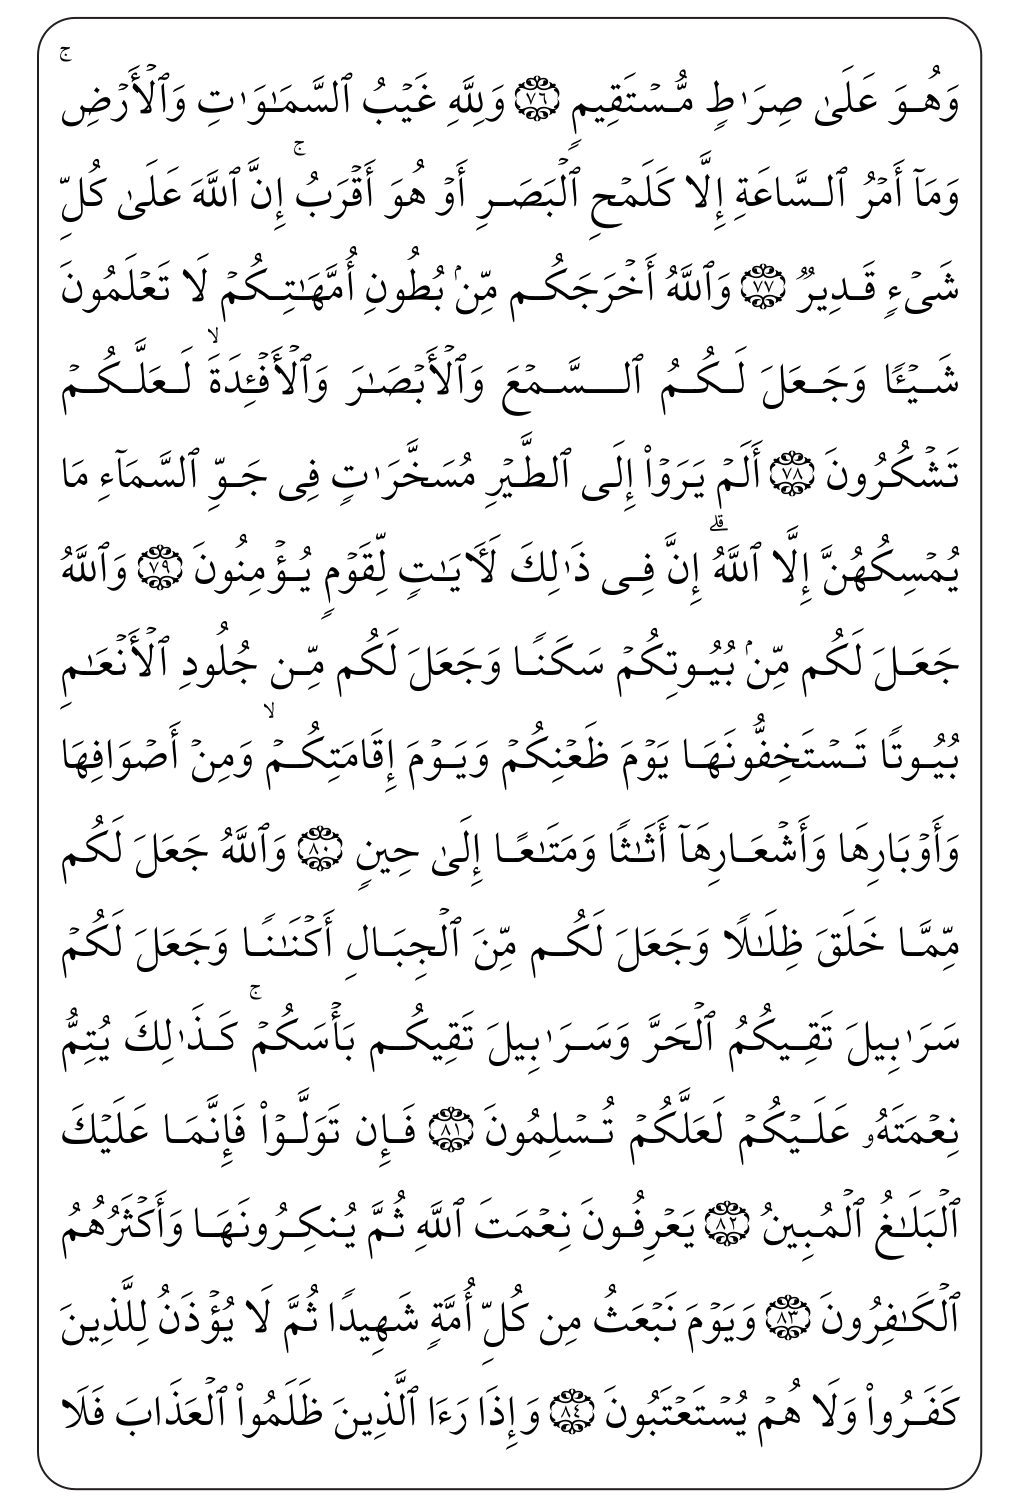 وَهُوَ عَلَىٰ صِرَٰطٍ مُّسۡتَقِيمٍ ٧٦ وَلِلَّهِ غَيۡبُ ٱلسَّمَٰوَٰتِ وَٱلۡأَرۡضِۚ
وَمَآ أَمۡرُ ٱلسَّاعَةِ إِلَّا كَلَمۡحِ ٱلۡبَصَرِ أَوۡ هُوَ أَقۡرَبُۚ إِنَّ ٱللَّهَ عَلَىٰ كُلِّ
شَيۡءٍ قَدِيرٌ ٧٧ وَٱللَّهُ أَخۡرَجَكُم مِّنۢ بُطُونِ أُمَّهَٰتِكُمۡ لَا تَعۡلَمُونَ
شَيۡـٔٗا وَجَعَلَ لَكُمُ ٱلسَّمۡعَ وَٱلۡأَبۡصَٰرَ وَٱلۡأَفۡـِٔدَةَۙ لَعَلَّكُمۡ
تَشۡكُرُونَ ٧٨ أَلَمۡ يَرَوۡاْ إِلَى ٱلطَّيۡرِ مُسَخَّرَٰتٖ فِي جَوِّ ٱلسَّمَآءِ مَا
يُمۡسِكُهُنَّ إِلَّا ٱللَّهُۚ إِنَّ فِي ذَٰلِكَ لَأٓيَٰتٖ لِّقَوۡمٖ يُؤۡمِنُونَ ٧٩ وَٱللَّهُ
جَعَلَ لَكُم مِّنۢ بُيُوتِكُمۡ سَكَنٗا وَجَعَلَ لَكُم مِّن جُلُودِ ٱلۡأَنۡعَٰمِ
بُيُوتٗا تَسۡتَخِفُّونَهَا يَوۡمَ ظَعۡنِكُمۡ وَيَوۡمَ إِقَامَتِكُمۡۙ وَمِنۡ أَصۡوَافِهَا
وَأَوۡبَارِهَا وَأَشۡعَارِهَآ أَثَٰثٗا وَمَتَٰعًا إِلَىٰ حِينٖ ٨٠ وَٱللَّهُ جَعَلَ لَكُم
مِّمَّا خَلَقَ ظِلَٰلٗا وَجَعَلَ لَكُم مِّنَ ٱلۡجِبَالِ أَكۡنَٰنٗا وَجَعَلَ لَكُمۡ
سَرَٰبِيلَ تَقِيكُمُ ٱلۡحَرَّ وَسَرَٰبِيلَ تَقِيكُم بَأۡسَكُمۡۚ كَذَٰلِكَ يُتِمُّ
نِعۡمَتَهُۥ عَلَيۡكُمۡ لَعَلَّكُمۡ تُسۡلِمُونَ ٨١ فَإِن تَوَلَّوۡاْ فَإِنَّمَا عَلَيۡكَ
ٱلۡبَلَٰغُ ٱلۡمُبِينُ ٨٢ يَعۡرِفُونَ نِعۡمَتَ ٱللَّهِ ثُمَّ يُنكِرُونَهَا وَأَكۡثَرُهُمُ
ٱلۡكَٰفِرُونَ ٨٣ وَيَوۡمَ نَبۡعَثُ مِن كُلِّ أُمَّةٖ شَهِيدٗا ثُمَّ لَا يُؤۡذَنُ لِلَّذِينَ
كَفَرُواْ وَلَا هُمۡ يُسۡتَعۡتَبُونَ ٨٤ وَإِذَا رَءَا ٱلَّذِينَ ظَلَمُواْ ٱلۡعَذَابَ فَلَا